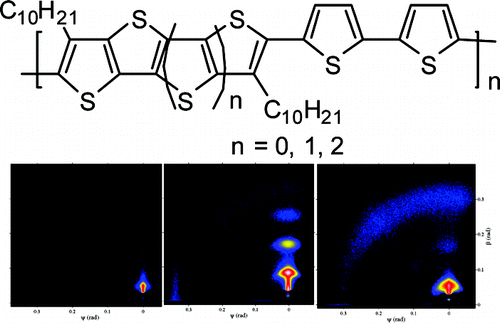 C10H21
S S S S
S S S n
n
C10H21
n = 0, 1, 2
0.3
0.2
0.1
β (rad)
0.3 0.2 0.1 0 0.3 0.2 0.1 0 0.3 0.2 0.1 0
ψ (rad) ψ (rad) ψ (rad)